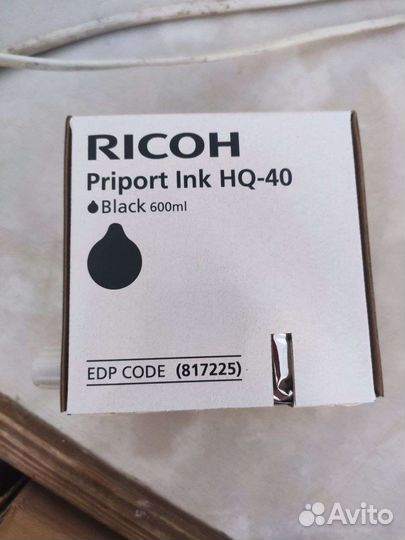 RICOH
Priport Ink HQ-40
Black 600ml
EDP CODE (817225)
Avito